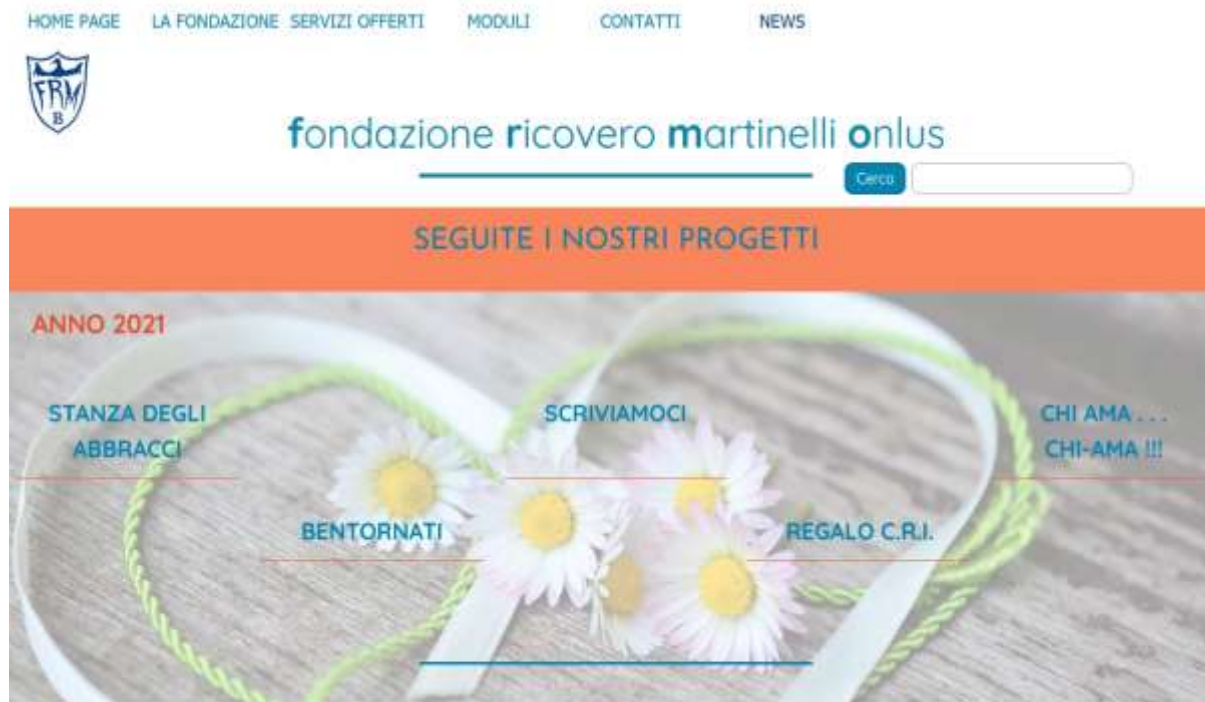 HOME PAGE LA FONDAZIONE SERVIZI OFFERTI MODULI CONTATTI NEWS
FRM
B
fondazione ricovero martinelli onlus
Cerca
SEGUITE I NOSTRI PROGETTI
ANNO 2021
STANZA DEGLI
ABBRACCI
SCRIVIAMOCI
CHI AMA . . .
CHI-AMA !!!
BENTORNATI
REGALO C.R.I.